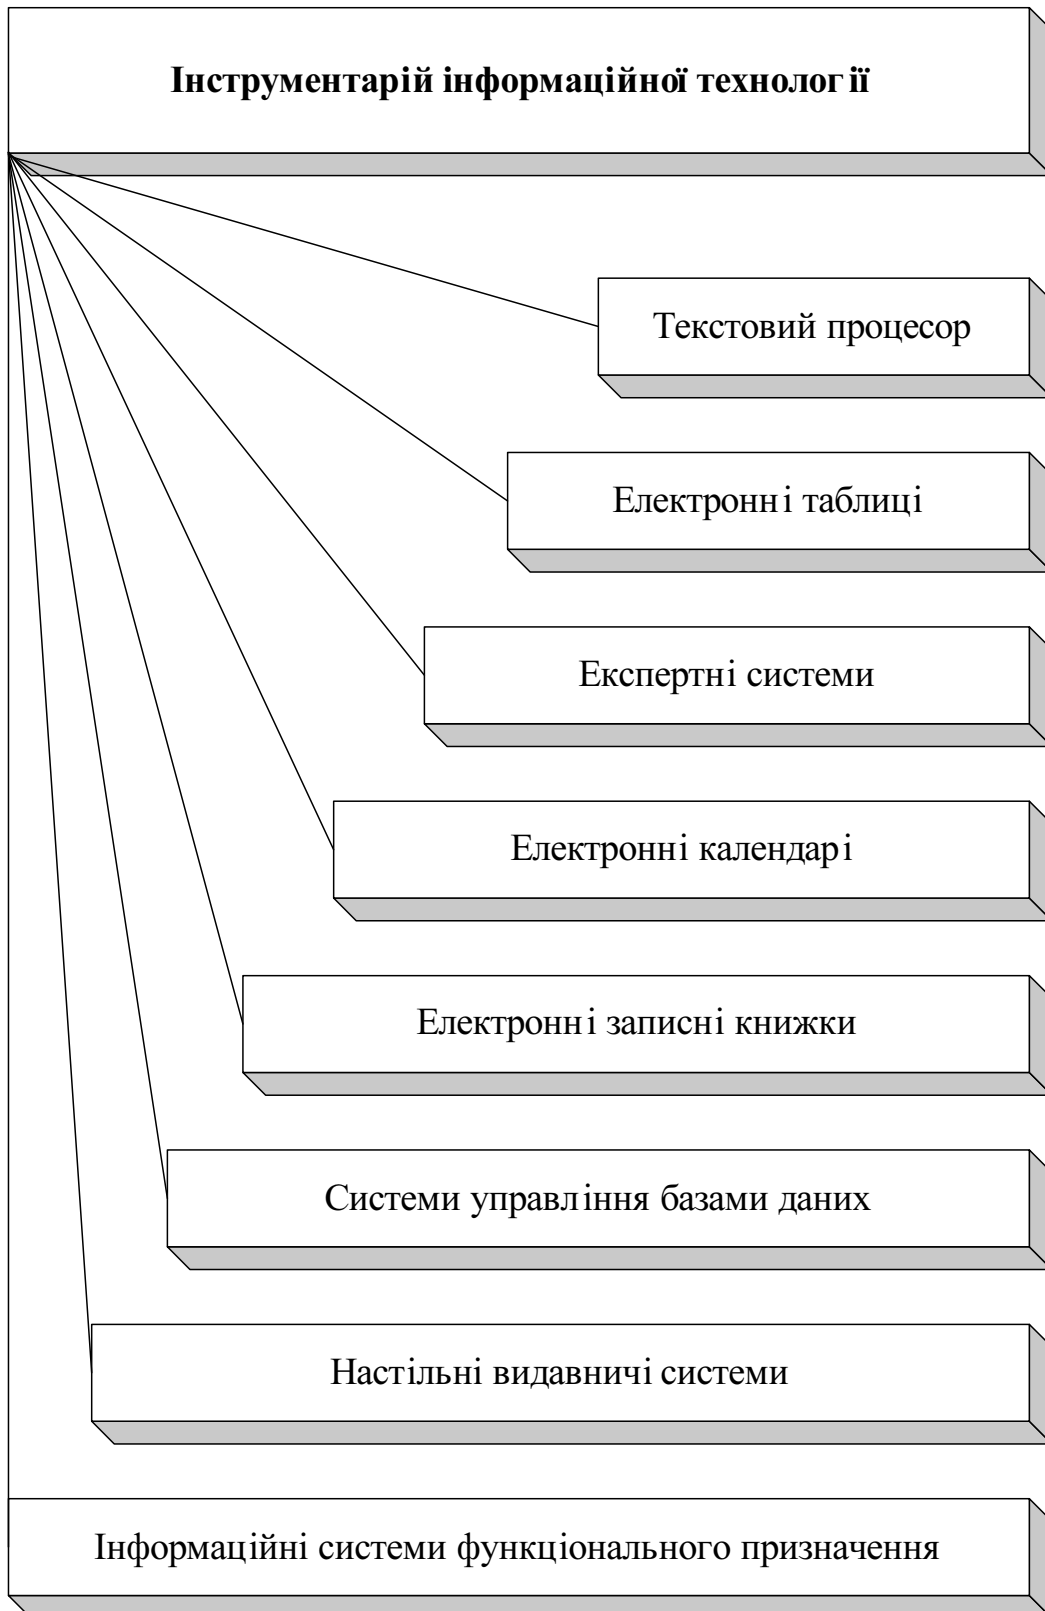 Інструментарій інформаційної технології
Текстовий процесор
Електронні таблиці
Експертні системи
Електронні календарі
Електронні записні книжки
Системи управління базами даних
Настільні видавничі системи
Інформаційні системи функціонального призначення